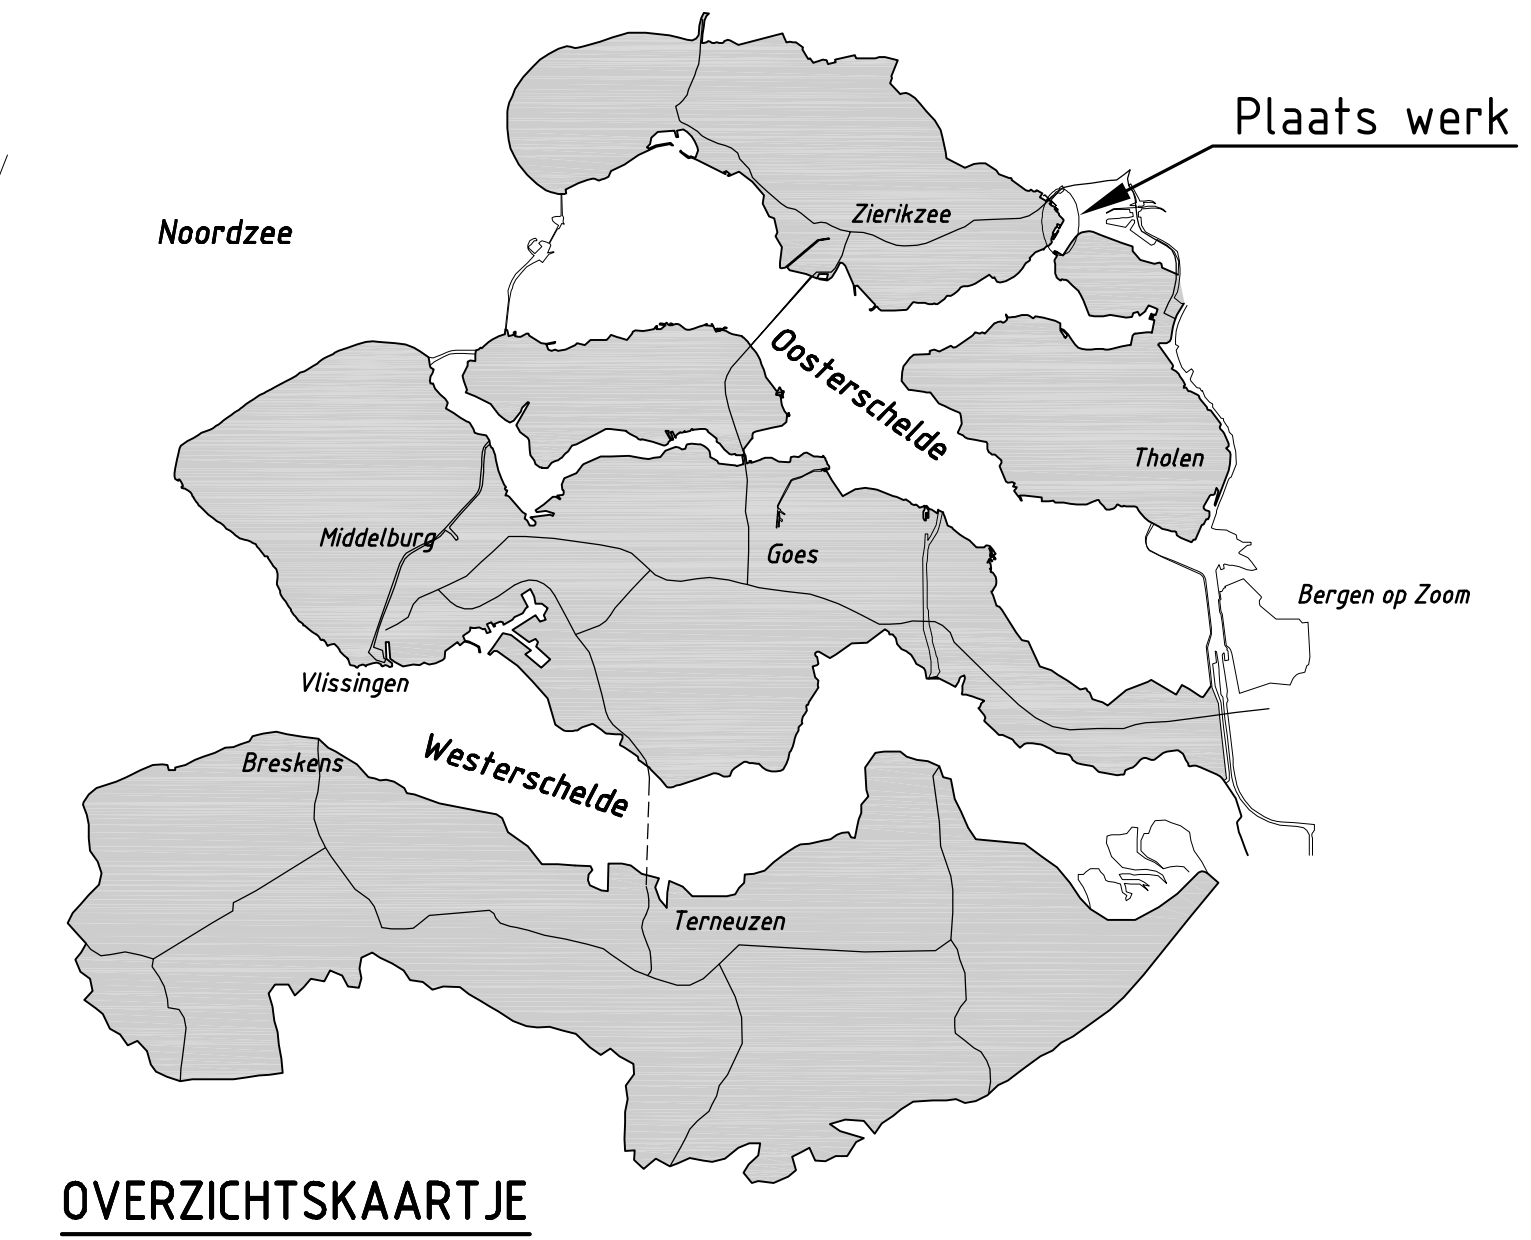 Plaats werk
Zierikzee
Noordzee
Oosterschelde
Tholen
Middelburg
Goes
Bergen op Zoom
Vlissingen
Westerschelde
Breskens
Terneuzen
OVERZICHTSKAARTJE